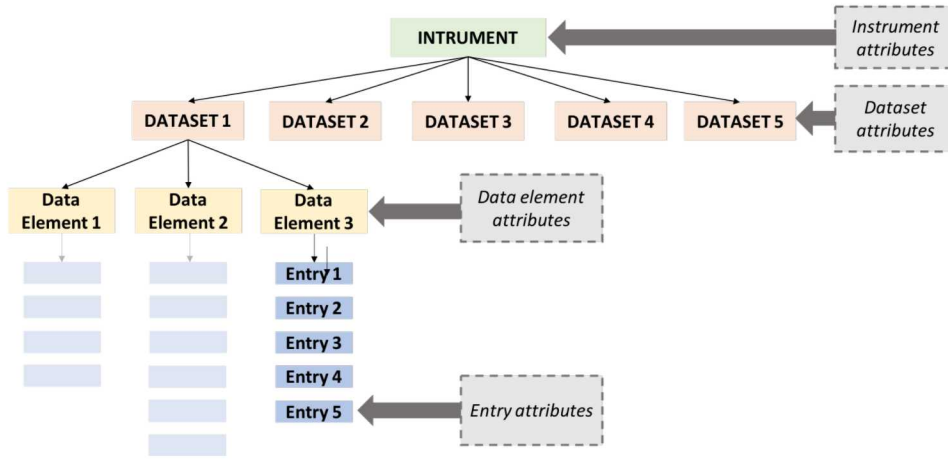 INTRUMENT
Instrument
attributes
DATASET 1
DATASET 2
DATASET 3
DATASET 4
DATASET 5
Dataset
attributes
Data
Element 1
Data
Element 2
Data
Element 3
Data element
attributes
Entry 1
Entry 2
Entry 3
Entry 4
Entry 5
Entry attributes